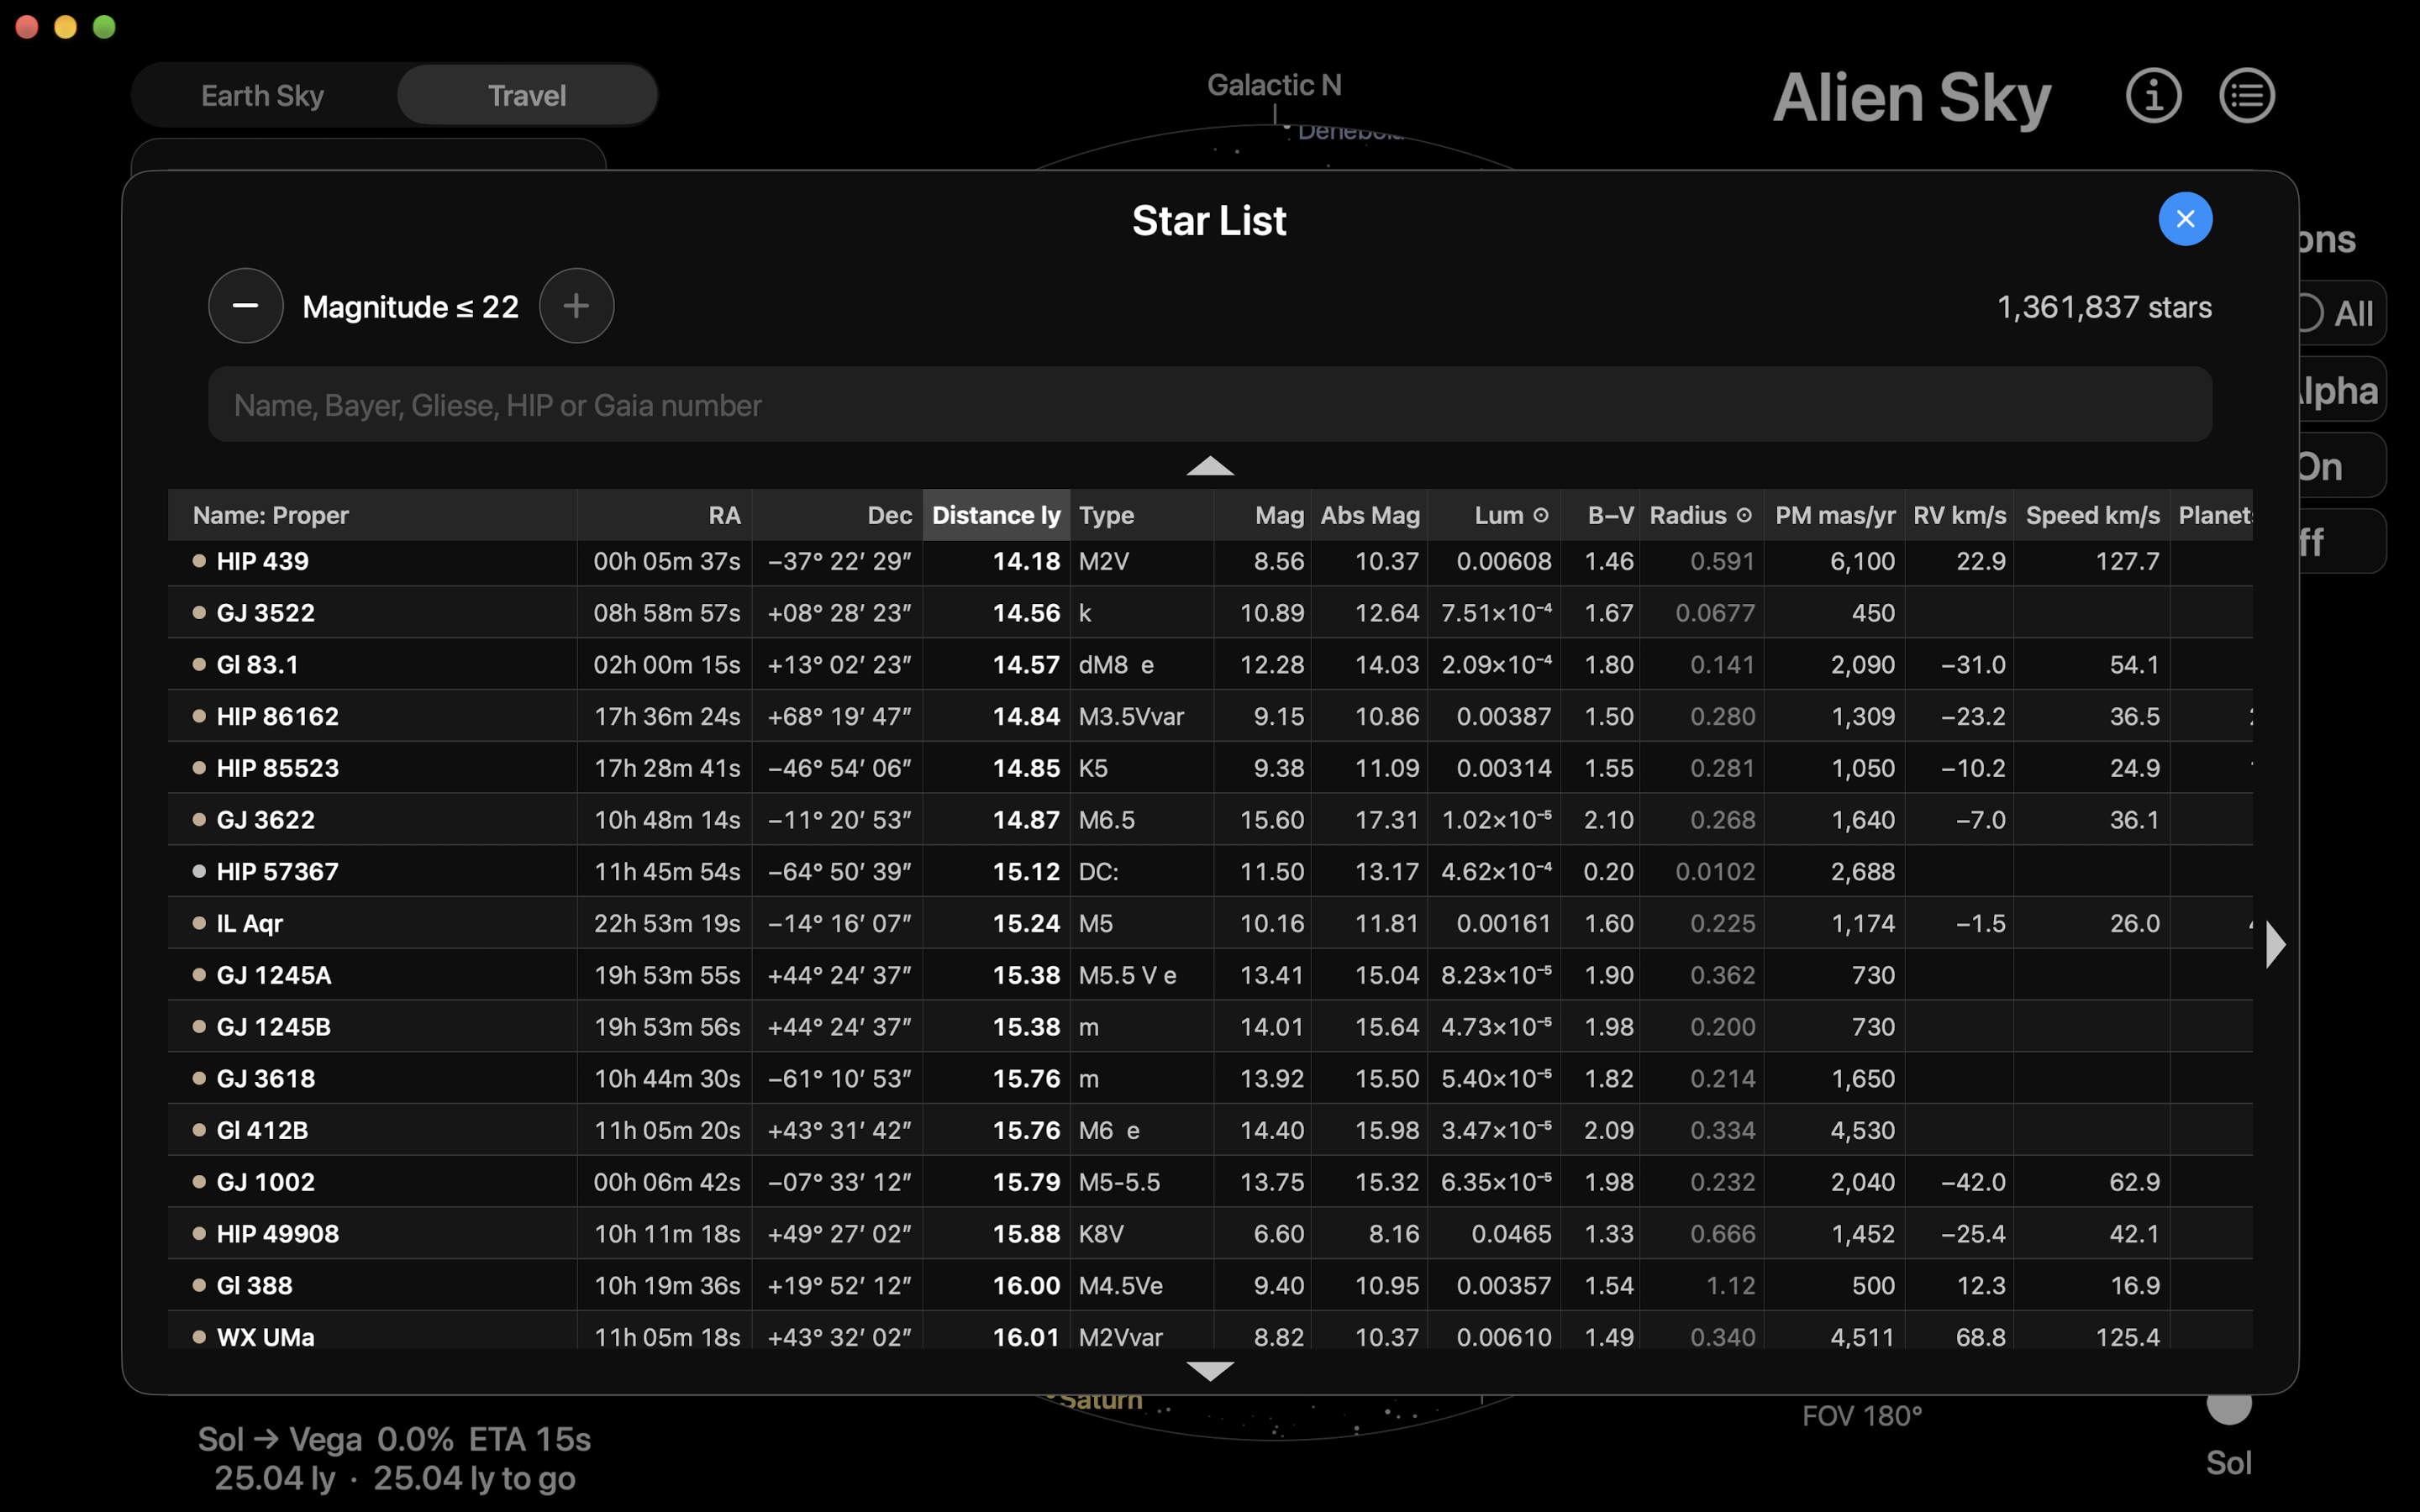 Earth Sky Travel Galactic N Alien Sky
Denebola
Star List
ons
Magnitude ≤ 22 1,361,837 stars
All
Name, Bayer, Gliese, HIP or Gaia number
lpha
On
Name: Proper RA Dec Distance ly Type Mag Abs Mag Lum ⊙ B–V Radius ⊙ PM mas/yr RV km/s Speed km/s Planets
ff
HIP 439 00h 05m 37s −37° 22′ 29″ 14.18 M2V 8.56 10.37 0.00608 1.46 0.591 6,100 22.9 127.7
GJ 3522 08h 58m 57s +08° 28′ 23″ 14.56 k 10.89 12.64 7.51×10⁻⁴ 1.67 0.0677 450
Gl 83.1 02h 00m 15s +13° 02′ 23″ 14.57 dM8 e 12.28 14.03 2.09×10⁻⁴ 1.80 0.141 2,090 −31.0 54.1
HIP 86162 17h 36m 24s +68° 19′ 47″ 14.84 M3.5Vvar 9.15 10.86 0.00387 1.50 0.280 1,309 −23.2 36.5
HIP 85523 17h 28m 41s −46° 54′ 06″ 14.85 K5 9.38 11.09 0.00314 1.55 0.281 1,050 −10.2 24.9
GJ 3622 10h 48m 14s −11° 20′ 53″ 14.87 M6.5 15.60 17.31 1.02×10⁻⁵ 2.10 0.268 1,640 −7.0 36.1
HIP 57367 11h 45m 54s −64° 50′ 39″ 15.12 DC: 11.50 13.17 4.62×10⁻⁴ 0.20 0.0102 2,688
IL Aqr 22h 53m 19s −14° 16′ 07″ 15.24 M5 10.16 11.81 0.00161 1.60 0.225 1,174 −1.5 26.0
GJ 1245A 19h 53m 55s +44° 24′ 37″ 15.38 M5.5 V e 13.41 15.04 8.23×10⁻⁵ 1.90 0.362 730
GJ 1245B 19h 53m 56s +44° 24′ 37″ 15.38 m 14.01 15.64 4.73×10⁻⁵ 1.98 0.200 730
GJ 3618 10h 44m 30s −61° 10′ 53″ 15.76 m 13.92 15.50 5.40×10⁻⁵ 1.82 0.214 1,650
Gl 412B 11h 05m 20s +43° 31′ 42″ 15.76 M6 e 14.40 15.98 3.47×10⁻⁵ 2.09 0.334 4,530
GJ 1002 00h 06m 42s −07° 33′ 12″ 15.79 M5-5.5 13.75 15.32 6.35×10⁻⁵ 1.98 0.232 2,040 −42.0 62.9
HIP 49908 10h 11m 18s +49° 27′ 02″ 15.88 K8V 6.60 8.16 0.0465 1.33 0.666 1,452 −25.4 42.1
Gl 388 10h 19m 36s +19° 52′ 12″ 16.00 M4.5Ve 9.40 10.95 0.00357 1.54 1.12 500 12.3 16.9
WX UMa 11h 05m 18s +43° 32′ 02″ 16.01 M2Vvar 8.82 10.37 0.00610 1.49 0.340 4,511 68.8 125.4
Saturn
FOV 180°
Sol → Vega 0.0% ETA 15s
Sol
25.04 ly · 25.04 ly to go